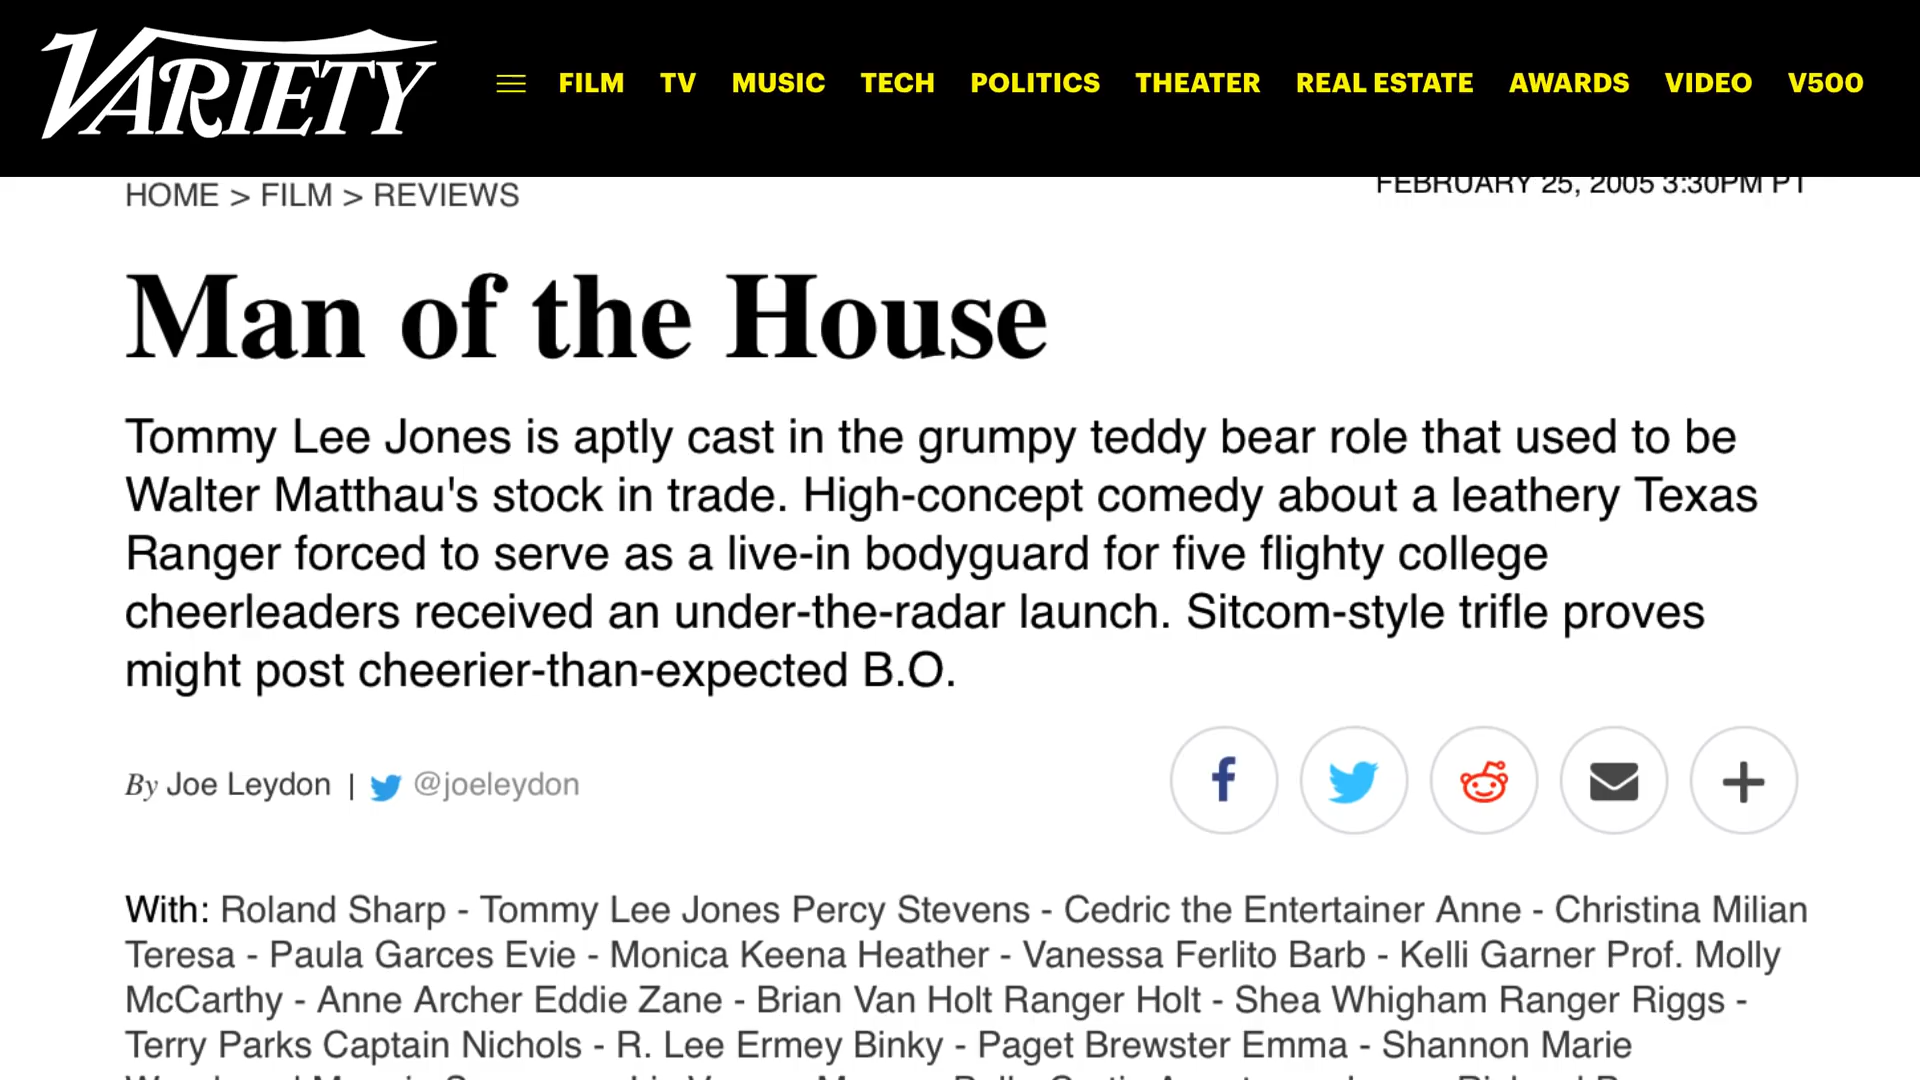 VARIETY
FILM TV MUSIC TECH POLITICS THEATER REAL ESTATE AWARDS VIDEO V500
HOME > FILM > REVIEWS
FEBRUARY 25, 2005 3:30PM PT
Man of the House
Tommy Lee Jones is aptly cast in the grumpy teddy bear role that used to be
Walter Matthau's stock in trade. High-concept comedy about a leathery Texas
Ranger forced to serve as a live-in bodyguard for five flighty college
cheerleaders received an under-the-radar launch. Sitcom-style trifle proves
might post cheerier-than-expected B.O.
By Joe Leydon | @joeleydon
With: Roland Sharp - Tommy Lee Jones Percy Stevens - Cedric the Entertainer Anne - Christina Milian
Teresa - Paula Garces Evie - Monica Keena Heather - Vanessa Ferlito Barb - Kelli Garner Prof. Molly
McCarthy - Anne Archer Eddie Zane - Brian Van Holt Ranger Holt - Shea Whigham Ranger Riggs -
Terry Parks Captain Nichols - R. Lee Ermey Binky - Paget Brewster Emma - Shannon Marie